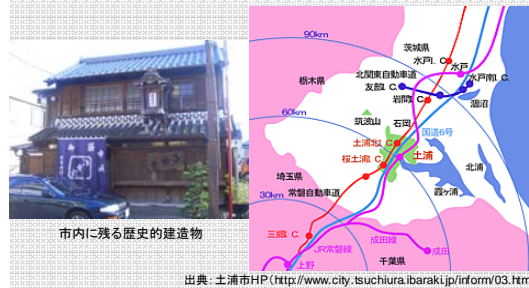 市内に残る歴史的建造物
90km
茨城県
水戸I.C.
水戸
水戸南I.C.
栃木県
北関東自動車道
友部I.C.
岩間I.C.
涸沼
60km
筑波山
石岡
国道6号
土浦北I.C.
土浦
桜土浦I.C.
北浦
埼玉県
霞ヶ浦
常磐自動車道
30km
三郷I.C.
JR常磐線
成田線
成田
上野
千葉県
出典：土浦市HP（http://www.city.tsuchiura.ibaraki.jp/inform/03.htm